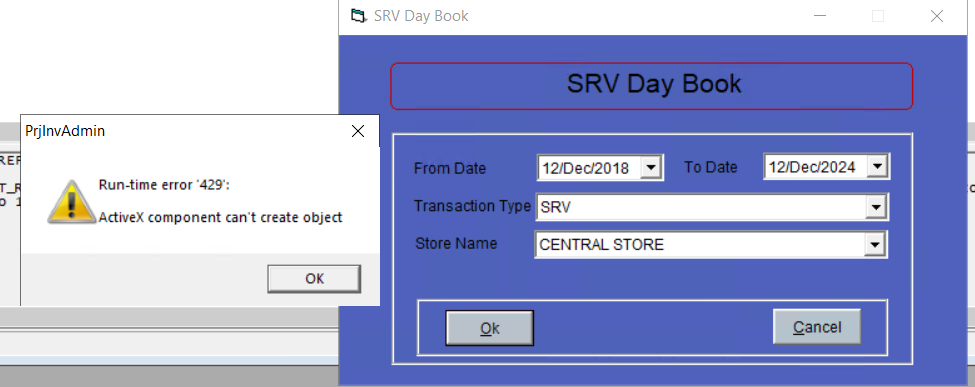 SRV Day Book
SRV Day Book
PrjInvAdmin
Run-time error '429':
ActiveX component can't create object
OK
From Date 12/Dec/2018 To Date 12/Dec/2024
Transaction Type SRV
Store Name CENTRAL STORE
Ok Cancel